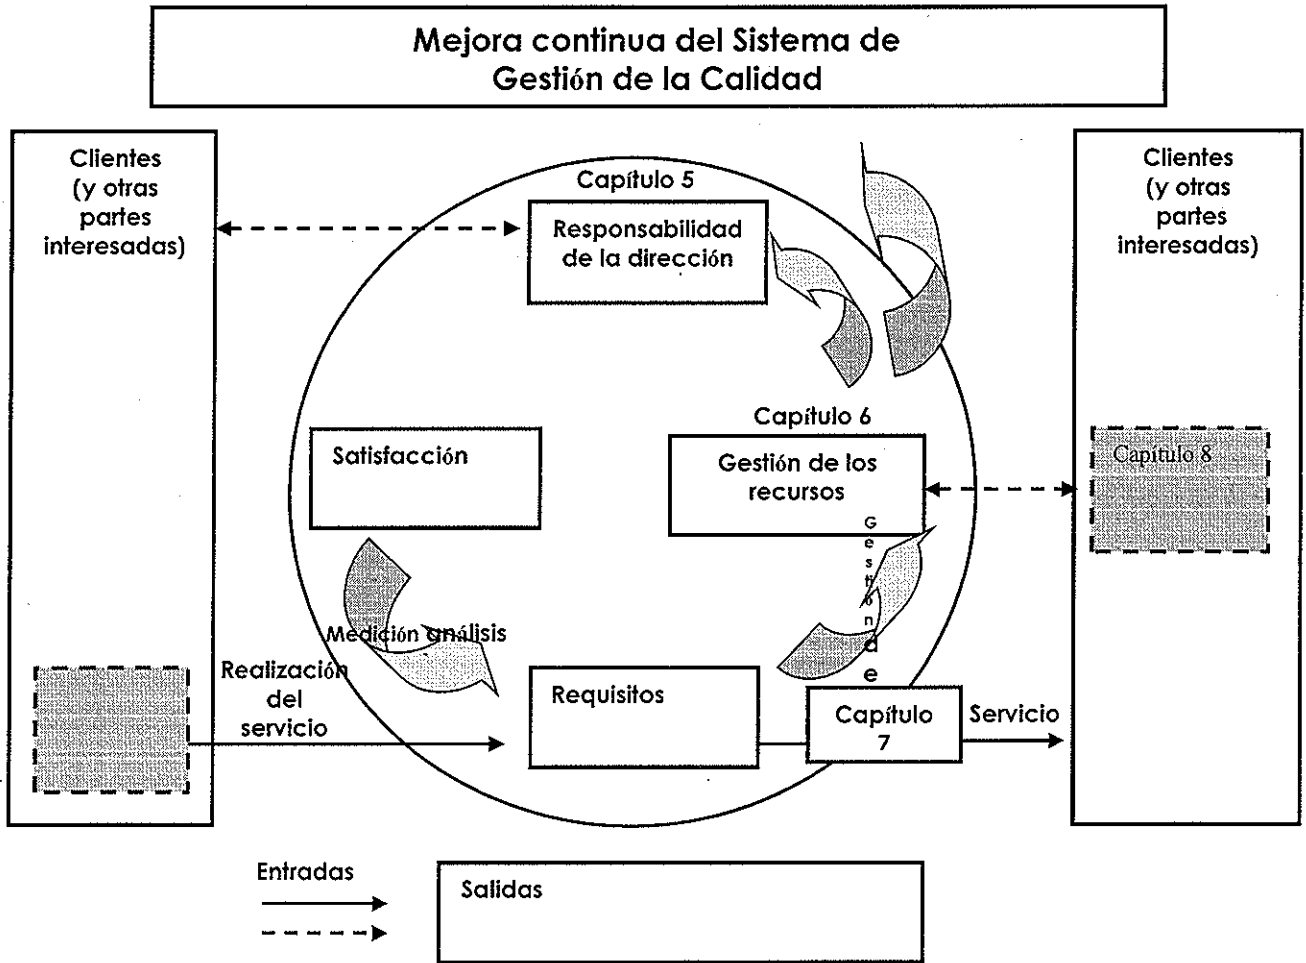 Mejora continua del Sistema de
Gestión de la Calidad
Clientes
(y otras
partes
interesadas)
Capítulo 5
Responsabilidad
de la dirección
Clientes
(y otras
partes
interesadas)
Satisfacción
Capítulo 6
Gestión de los
recursos
Capítulo 8
Gestión de
Medición análisis
Realización
del
servicio
Requisitos
Capítulo
7
Servicio
Entradas
Salidas